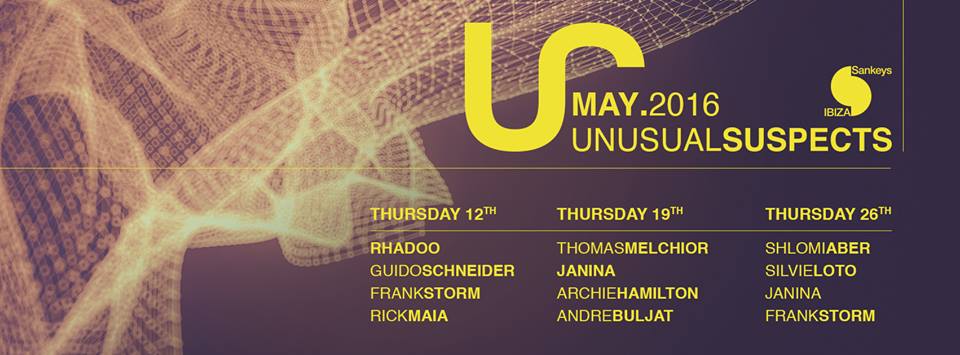 US
Sankeys
IBIZA
MAY.2016
UNUSUALSUSPECTS
THURSDAY 12TH
RHADOO
GUIDOSCHNEIDER
FRANKSTORM
RICKMAIA
THURSDAY 19TH
THOMASMELCHIOR
JANINA
ARCHIEHAMILTON
ANDREBULJAT
THURSDAY 26TH
SHLOMIABER
SILVIELOTO
JANINA
FRANKSTORM